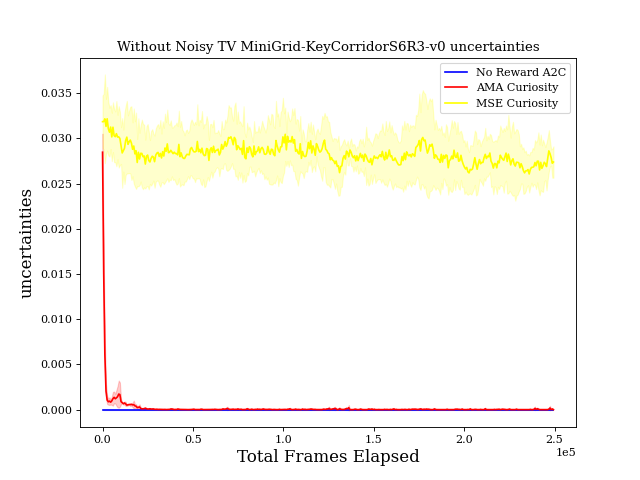 Without Noisy TV MiniGrid-KeyCorridorS6R3-v0 uncertainties
No Reward A2C
AMA Curiosity
MSE Curiosity
uncertainties
0.035
0.030
0.025
0.020
0.015
0.010
0.005
0.000
0.0 0.5 1.0 1.5 2.0 2.5
1e5
Total Frames Elapsed